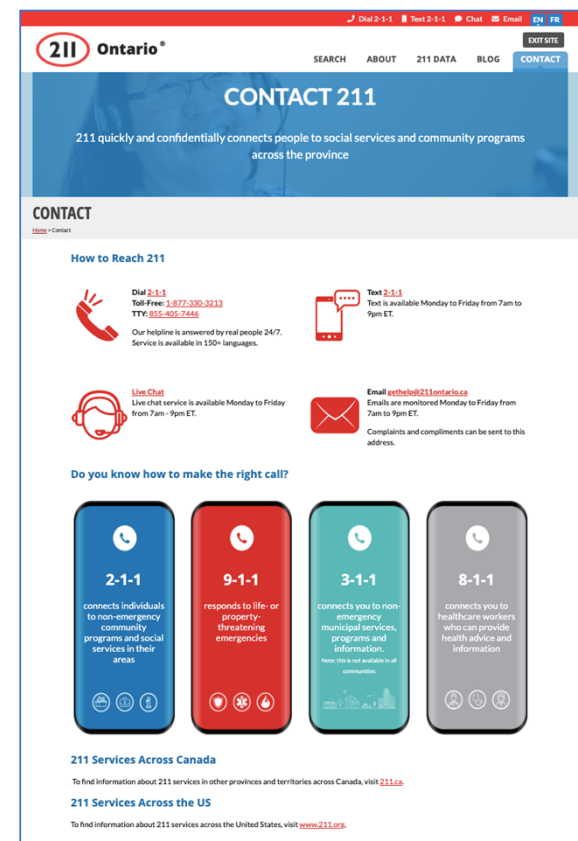 Dial 2-1-1 Text 2-1-1 Chat Email EN FR
EXIT SITE
211 Ontario®
SEARCH ABOUT 211 DATA BLOG CONTACT
CONTACT 211
211 quickly and confidentially connects people to social services and community programs
across the province
CONTACT
Home » Contact
How to Reach 211
Dial 2-1-1
Toll-Free: 1-877-330-3213
TTY: 855-405-7446
Our helpline is answered by real people 24/7.
Service is available in 150+ languages.
Text 2-1-1
Text is available Monday to Friday from 7am to
9pm ET.
Live Chat
Live chat service is available Monday to Friday
from 7am - 9pm ET.
Email gethelp@211ontario.ca
Emails are monitored Monday to Friday from
7am to 9pm ET.
Complaints and compliments can be sent to this
address.
Do you know how to make the right call?
2-1-1
connects individuals
to non-emergency
community
programs and social
services in their
areas
9-1-1
responds to life- or
property-
threatening
emergencies
3-1-1
connects you to non-
emergency
municipal services,
programs and
information.
Note: this is not available in all
communities
8-1-1
connects you to
healthcare workers
who can provide
health advice and
information
211 Services Across Canada
To find information about 211 services in other provinces and territories across Canada, visit 211.ca.
211 Services Across the US
To find information about 211 services across the United States, visit www.211.org.